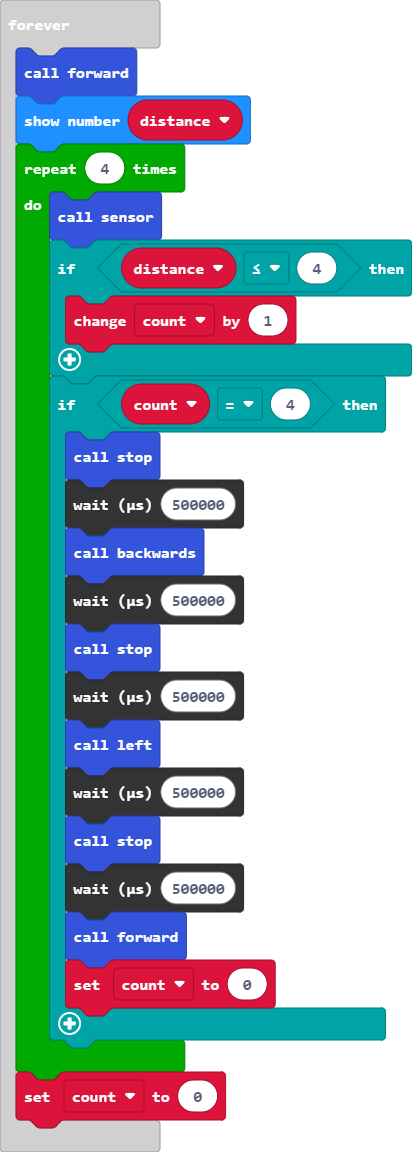 forever
call forward
show number distance
repeat 4 times
do call sensor
if distance ≤ 4 then
change count by 1
if count = 4 then
call stop
wait (µs) 500000
call backwards
wait (µs) 500000
call stop
wait (µs) 500000
call left
wait (µs) 500000
call stop
wait (µs) 500000
call forward
set count to 0
set count to 0